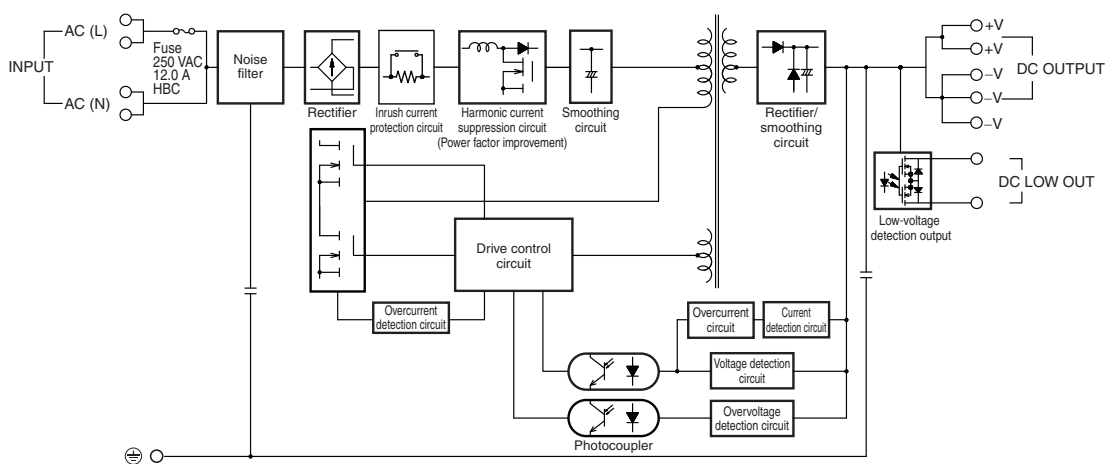 INPUT
AC (L)
AC (N)
Fuse
250 VAC
12.0 A
HBC
Noise
filter
Rectifier
Inrush current
protection circuit
Harmonic current
suppression circuit
(Power factor improvement)
Smoothing
circuit
Rectifier/
smoothing
circuit
+V
+V
–V
–V
–V
DC OUTPUT
DC LOW OUT
Low-voltage
detection output
Drive control
circuit
Overcurrent
detection circuit
Overcurrent
circuit
Current
detection circuit
Voltage detection
circuit
Overvoltage
detection circuit
Photocoupler